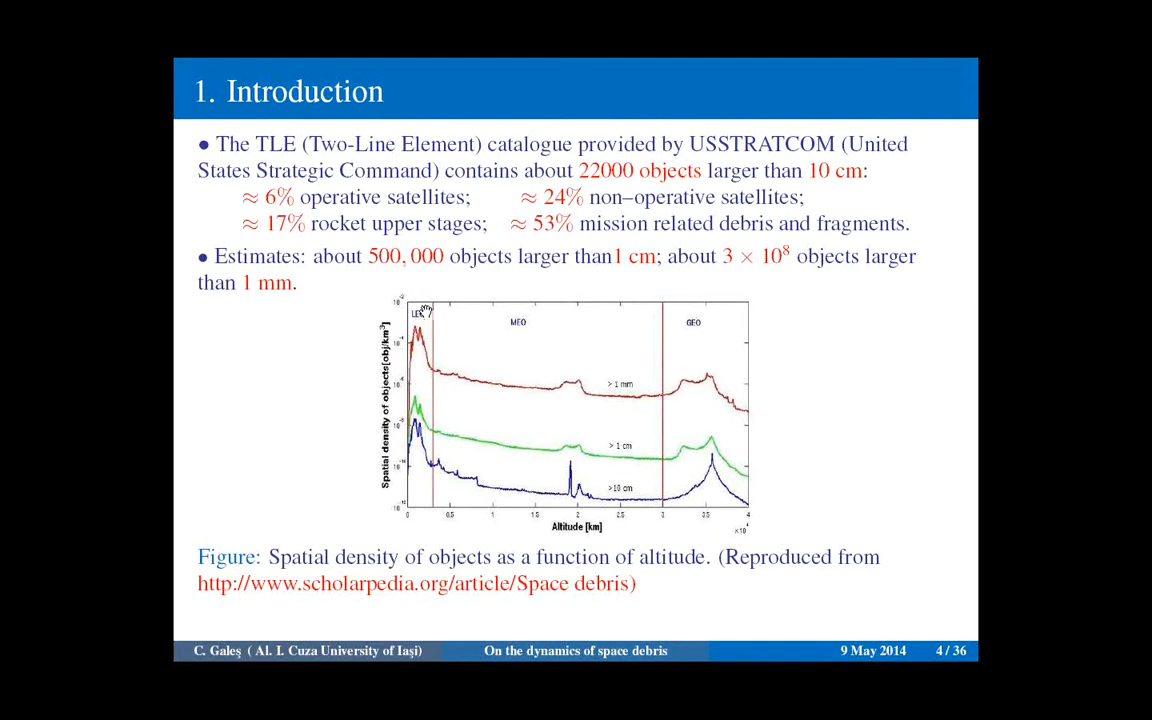 1. Introduction
• The TLE (Two-Line Element) catalogue provided by USSTRATCOM (United
States Strategic Command) contains about 22000 objects larger than 10 cm:
≈ 6% operative satellites; ≈ 24% non–operative satellites;
≈ 17% rocket upper stages; ≈ 53% mission related debris and fragments.
• Estimates: about 500, 000 objects larger than1 cm; about 3 × 10⁸ objects larger
than 1 mm.
MEO
GEO
Spatial density of objects[obj/km³]
> 1 mm
> 1 cm
>10 cm
0 0.5 1 1.5 2 2.5 3 3.5 4
Altitude [km]
×10⁴
Figure: Spatial density of objects as a function of altitude. (Reproduced from
http://www.scholarpedia.org/article/Space debris)
C. Galeş ( Al. I. Cuza University of Iaşi) On the dynamics of space debris 9 May 2014 4 / 36